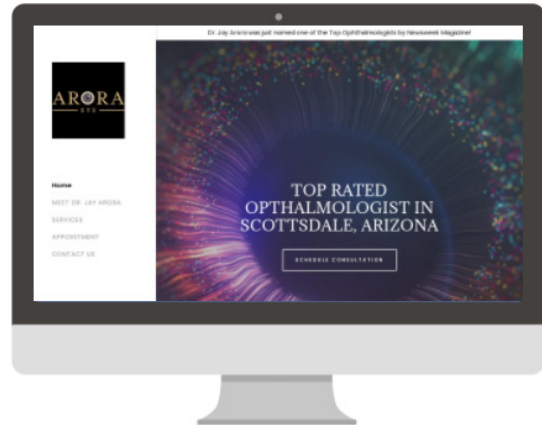 Dr. Jay Arora was just named one of the Top Ophthalmologists by Newsweek Magazine!
ARORA
EYE
Home
MEET DR. JAY ARORA
SERVICES
APPOINTMENT
CONTACT US
TOP RATED
OPTHALMOLOGIST IN
SCOTTSDALE, ARIZONA
SCHEDULE CONSULTATION